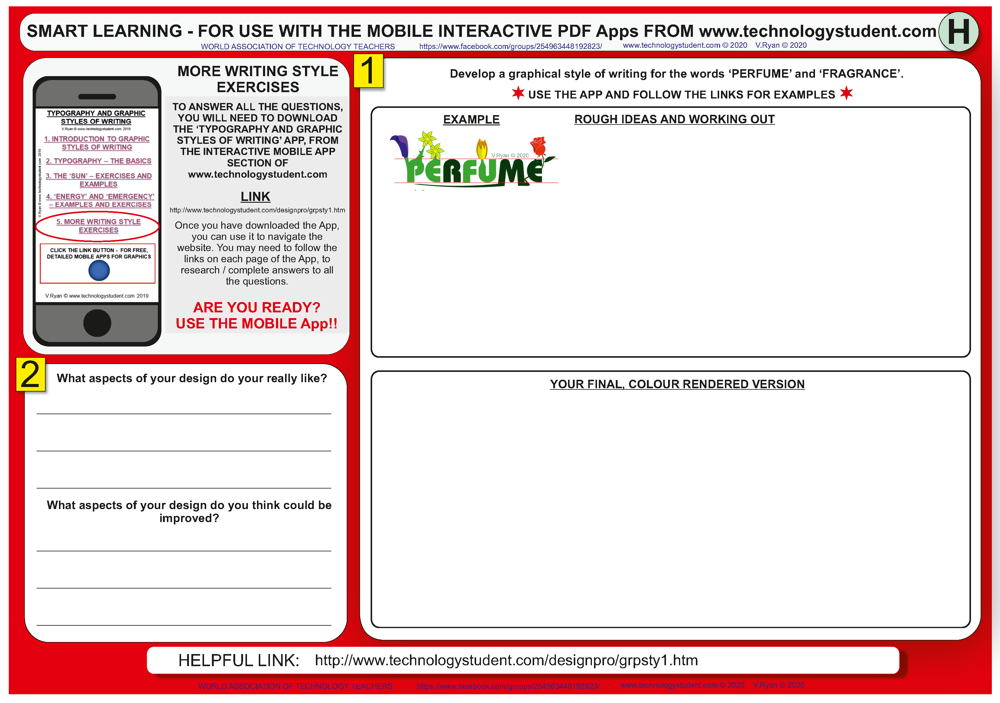 SMART LEARNING - FOR USE WITH THE MOBILE INTERACTIVE PDF Apps FROM www.technologystudent.com
H
WORLD ASSOCIATION OF TECHNOLOGY TEACHERS https://www.facebook.com/groups/254963448192823/ www.technologystudent.com © 2020 V.Ryan © 2020
TYPOGRAPHY AND GRAPHIC
STYLES OF WRITING
V.Ryan © www.technologystudent.com 2019
1. INTRODUCTION TO GRAPHIC
STYLES OF WRITING
2. TYPOGRAPHY – THE BASICS
3. THE ‘SUN’ – EXERCISES AND
EXAMPLES
4. ‘ENERGY’ AND ‘EMERGENCY’
– EXAMPLES AND EXERCISES
5. MORE WRITING STYLE
EXERCISES
V.Ryan © www.technologystudent.com 2019
CLICK THE LINK BUTTON - FOR FREE,
DETAILED MOBILE APPS FOR GRAPHICS
V.Ryan © www.technologystudent.com 2019
MORE WRITING STYLE
EXERCISES
TO ANSWER ALL THE QUESTIONS,
YOU WILL NEED TO DOWNLOAD
THE ‘TYPOGRAPHY AND GRAPHIC
STYLES OF WRITING’ APP, FROM
THE INTERACTIVE MOBILE APP
SECTION OF
www.technologystudent.com
LINK
http://www.technologystudent.com/designpro/grpsty1.htm
Once you have downloaded the App,
you can use it to navigate the
website. You may need to follow the
links on each page of the App, to
research / complete answers to all
the questions.
ARE YOU READY?
USE THE MOBILE App!!
1
Develop a graphical style of writing for the words ‘PERFUME’ and ‘FRAGRANCE’.
USE THE APP AND FOLLOW THE LINKS FOR EXAMPLES
EXAMPLE
V.Ryan © 2020
PERFUME
ROUGH IDEAS AND WORKING OUT
YOUR FINAL, COLOUR RENDERED VERSION
2
What aspects of your design do your really like?
What aspects of your design do you think could be
improved?
HELPFUL LINK: http://www.technologystudent.com/designpro/grpsty1.htm
WORLD ASSOCIATION OF TECHNOLOGY TEACHERS https://www.facebook.com/groups/254963448192823/ www.technologystudent.com © 2020 V.Ryan © 2020